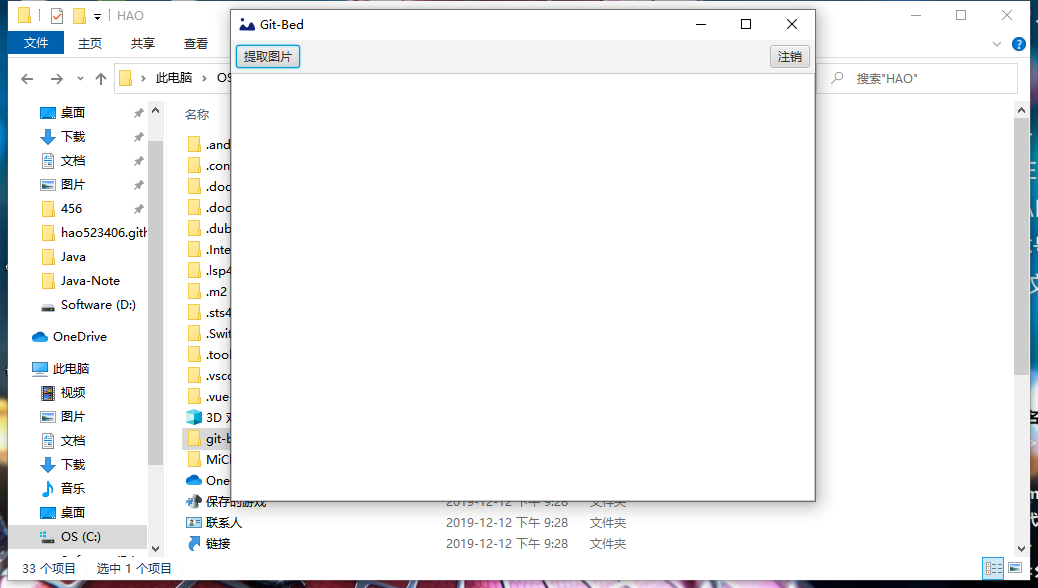 HAO
Git-Bed
文件
主页
共享
查看
提取图片
注销
此电脑
OS
搜索"HAO"
桌面
下载
文档
图片
456
hao523406.gith
Java
Java-Note
Software (D:)
OneDrive
此电脑
视频
图片
文档
下载
音乐
桌面
OS (C:)
名称
.and
.con
.doc
.doc
.dub
.Inte
.lsp4
.m2
.sts4
.Swit
.tool
.vsco
.vue
3D 对
git-b
MiCl
One
保存的游戏 2019-12-12 下午 9:28 文件夹
联系人 2019-12-12 下午 9:28 文件夹
链接 2019-12-12 下午 9:28 文件夹
33 个项目 选中 1 个项目